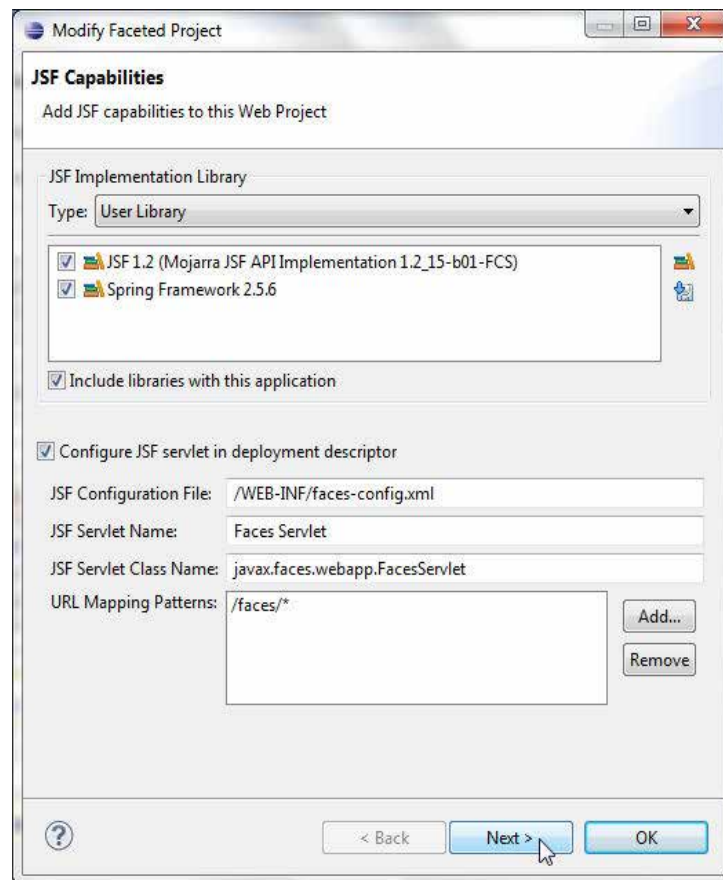 Modify Faceted Project
JSF Capabilities
Add JSF capabilities to this Web Project
JSF Implementation Library
Type: User Library
JSF 1.2 (Mojarra JSF API Implementation 1.2_15-b01-FCS)
Spring Framework 2.5.6
Include libraries with this application
Configure JSF servlet in deployment descriptor
JSF Configuration File: /WEB-INF/faces-config.xml
JSF Servlet Name: Faces Servlet
JSF Servlet Class Name: javax.faces.webapp.FacesServlet
URL Mapping Patterns: /faces/*
Add...
Remove
? < Back Next > OK